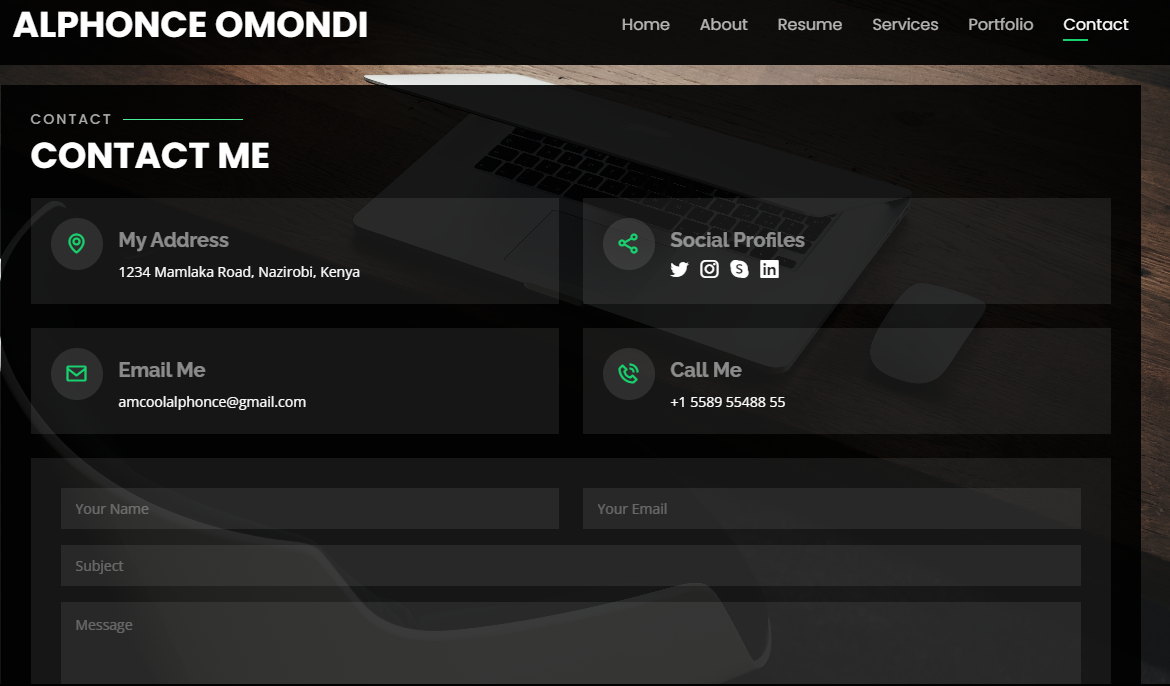 ALPHONCE OMONDI
Home About Resume Services Portfolio Contact
CONTACT
CONTACT ME
My Address
1234 Mamlaka Road, Nazirobi, Kenya
Social Profiles
Email Me
amcoolalphonce@gmail.com
Call Me
+1 5589 55488 55
Your Name
Your Email
Subject
Message